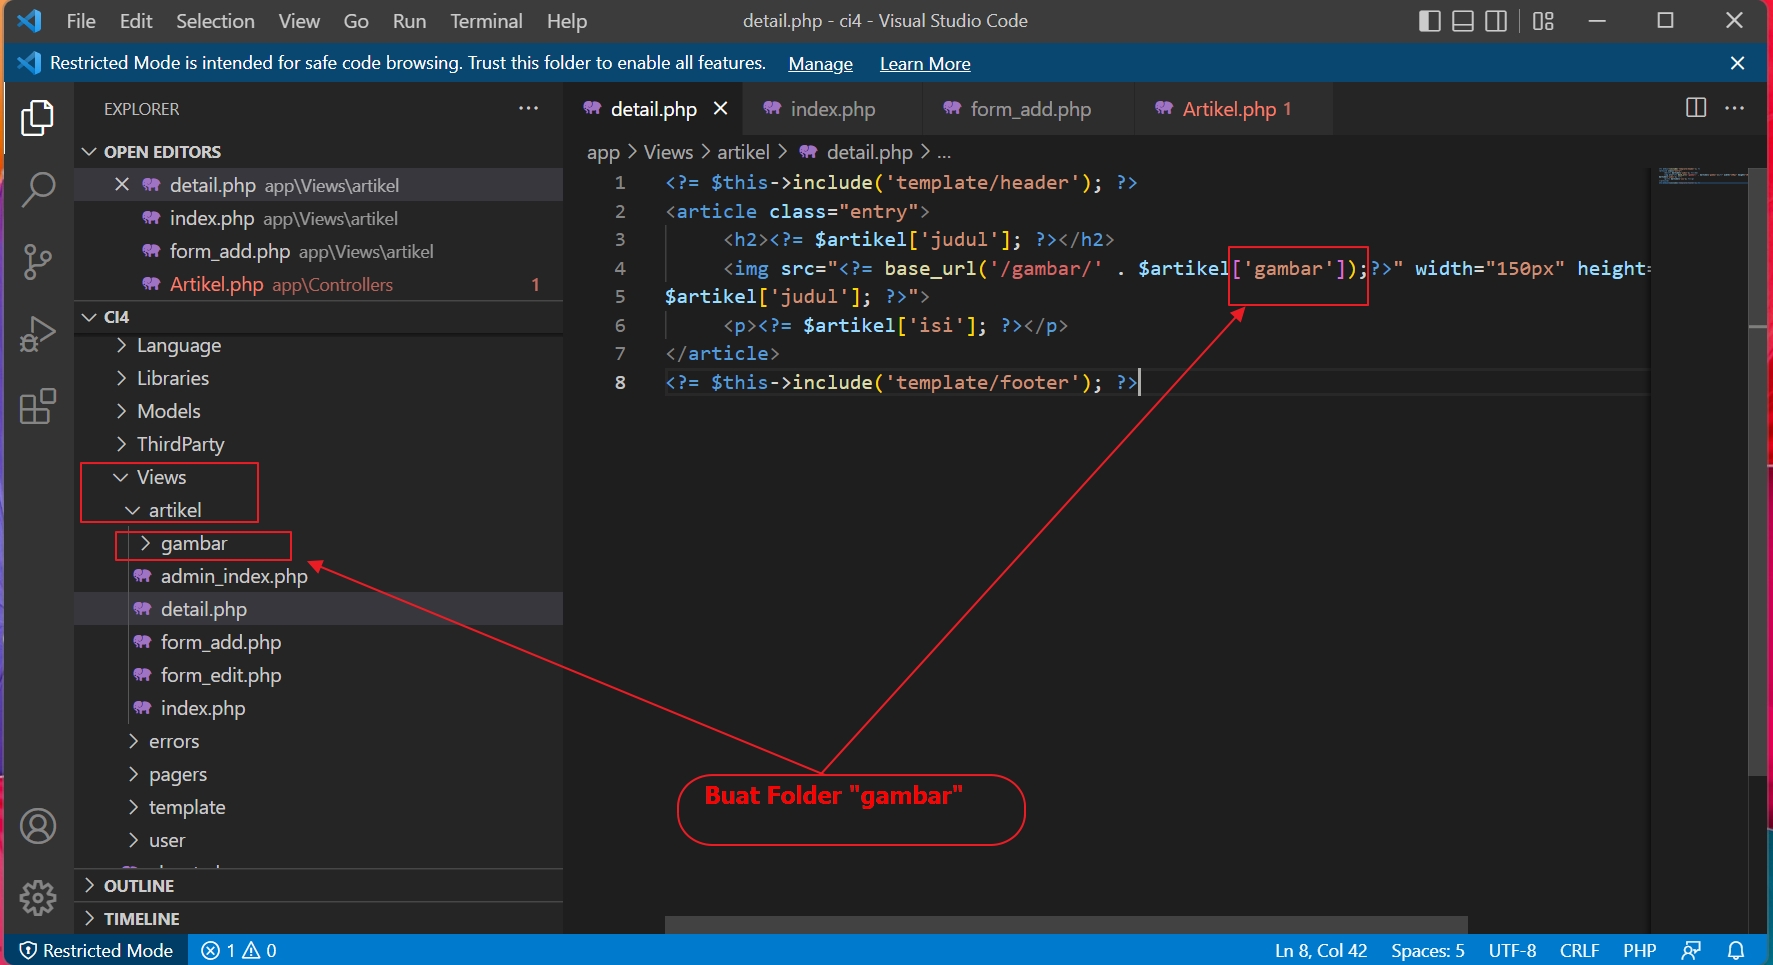 File Edit Selection View Go Run Terminal Help detail.php - ci4 - Visual Studio Code
Restricted Mode is intended for safe code browsing. Trust this folder to enable all features. Manage Learn More
EXPLORER
OPEN EDITORS
detail.php app\Views\artikel
index.php app\Views\artikel
form_add.php app\Views\artikel
Artikel.php app\Controllers 1
CI4
Language
Libraries
Models
ThirdParty
Views
artikel
gambar
admin_index.php
detail.php
form_add.php
form_edit.php
index.php
errors
pagers
template
user
OUTLINE
TIMELINE
detail.php index.php form_add.php Artikel.php 1
app > Views > artikel > detail.php > ...
1 <?= $this->include('template/header'); ?>
2 <article class="entry">
3 <h2><?= $artikel['judul']; ?></h2>
4 <img src="<?= base_url('/gambar/' . $artikel['gambar']);?>" width="150px" height=
5 $artikel['judul']; ?>">
6 <p><?= $artikel['isi']; ?></p>
7 </article>
8 <?= $this->include('template/footer'); ?>
Buat Folder "gambar"
Restricted Mode 1 0 Ln 8, Col 42 Spaces: 5 UTF-8 CRLF PHP